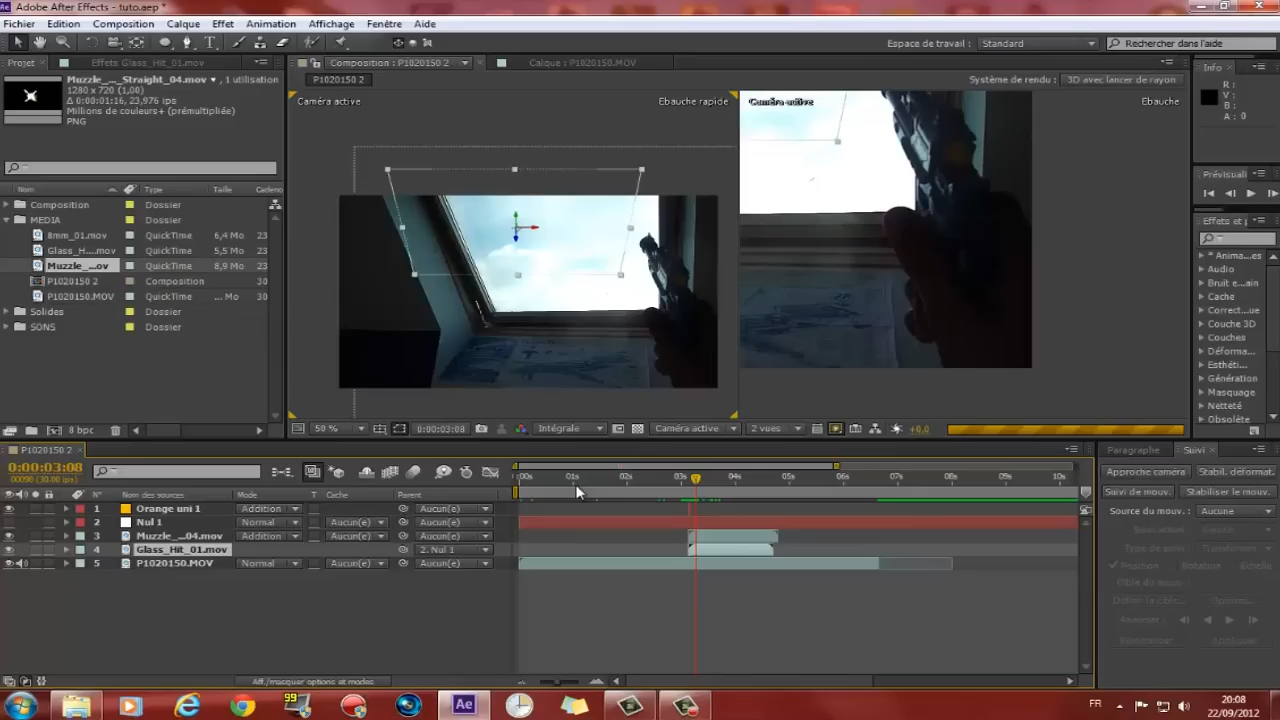 Adobe After Effects - tuto.aep *
Fichier Edition Composition Calque Effet Animation Affichage Fenêtre Aide
Espace de travail : Standard Rechercher dans l'aide
Projet Effets Glass_Hit_01.mov
Muzzle_..._Straight_04.mov ▾ , 1 utilisation
1280 x 720 (1,00)
Δ 0:00:01:16, 23,976 ips
Millions de couleurs+ (prémultipliée)
PNG
Nom Type Taille Cadenc
Composition Dossier
MEDIA Dossier
8mm_01.mov QuickTime 6,4 Mo 23
Glass_H....mov QuickTime 5,5 Mo 23
Muzzle_...ov QuickTime 8,9 Mo 23
P1020150 2 Composition 30
P1020150.MOV QuickTime ... Mo 30
Solides Dossier
SONS Dossier
8 bpc
Composition : P1020150 2 Calque : P1020150.MOV
P1020150 2 Système de rendu : 3D avec lancer de rayon
Caméra active Ebauche rapide Caméra active Ebauche
50 % 0:00:03:08 Intégrale Caméra active 2 vues +0,0
Info
R :
V :
B :
A : 0
Prévisuali
Effets et
* Anima...es
Audio
Bruit e...ain
Cache
Correct...ue
Couche 3D
Couches
Déforma...
Esthéti...
Génération
Masquage
Netteté
Obsolète
P1020150 2
0:00:03:08
00098 (30.00 ips)
:00s 01s 02s 03s 04s 05s 06s 07s 08s 09s 10s
N° Nom des sources Mode T Cache Parent
1 Orange uni 1 Addition Aucun(e)
2 Nul 1 Normal Aucun(e) Aucun(e)
3 Muzzle_..._04.mov Addition Aucun(e) Aucun(e)
4 Glass_Hit_01.mov 2. Nul 1
5 P1020150.MOV Normal Aucun(e) Aucun(e)
Aff./masquer options et modes
Paragraphe Suivi
Approche caméra Stabil. déformat.
Suivi de mouv. Stabiliser le mouv.
Source du mouv. : Aucune
Position Rotation Echelle
99
Ae
FR
20:08
22/09/2012